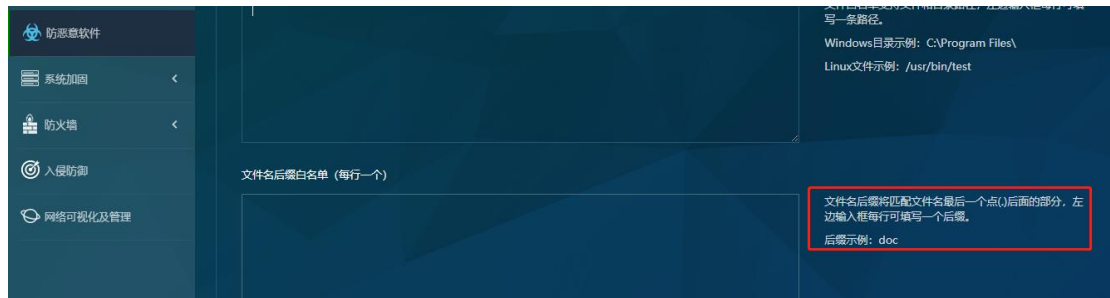 防恶意软件
系统加固
防火墙
入侵防御
网络可视化及管理
写一条路径。
Windows目录示例：C:\Program Files\
Linux文件示例：/usr/bin/test
文件名后缀白名单（每行一个）
文件名后缀将匹配文件名最后一个点(.)后面的部分，左
边输入框每行可填写一个后缀。
后缀示例：doc